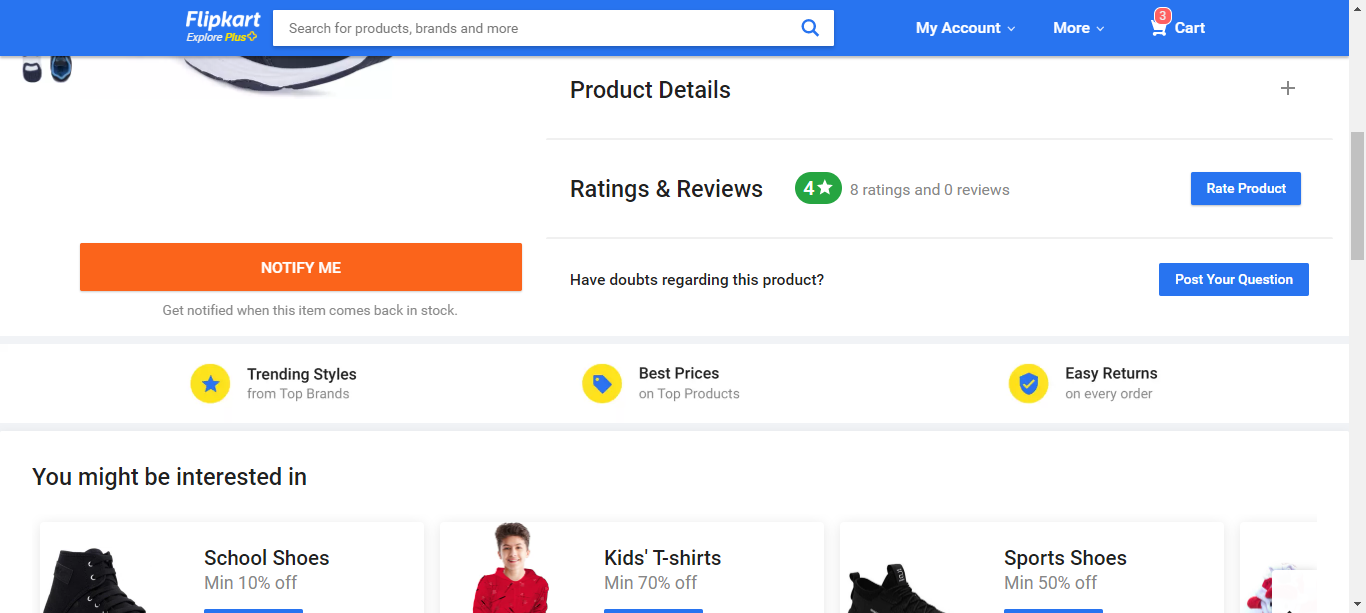 Flipkart
Explore Plus
Search for products, brands and more
My Account
More
3
Cart
Product Details
Ratings & Reviews
4
8 ratings and 0 reviews
Rate Product
NOTIFY ME
Get notified when this item comes back in stock.
Have doubts regarding this product?
Post Your Question
Trending Styles
from Top Brands
Best Prices
on Top Products
Easy Returns
on every order
You might be interested in
School Shoes
Min 10% off
Kids' T-shirts
Min 70% off
Sports Shoes
Min 50% off